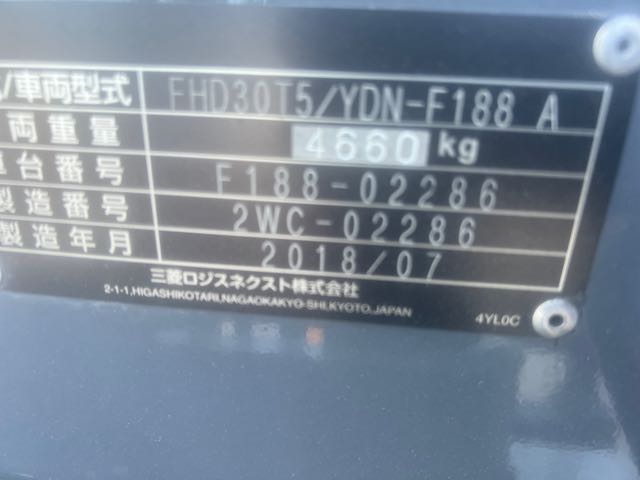 /車両型式 FHD30T5/YDN-F188 A
両重量 4660 kg
車台番号 F188-02286
製造番号 2WC-02286
製造年月 2018/07
三菱ロジスネクスト株式会社
2-1-1,HIGASHIKOTARI,NAGAOKAKYO-SHI,KYOTO,JAPAN
4YL0C